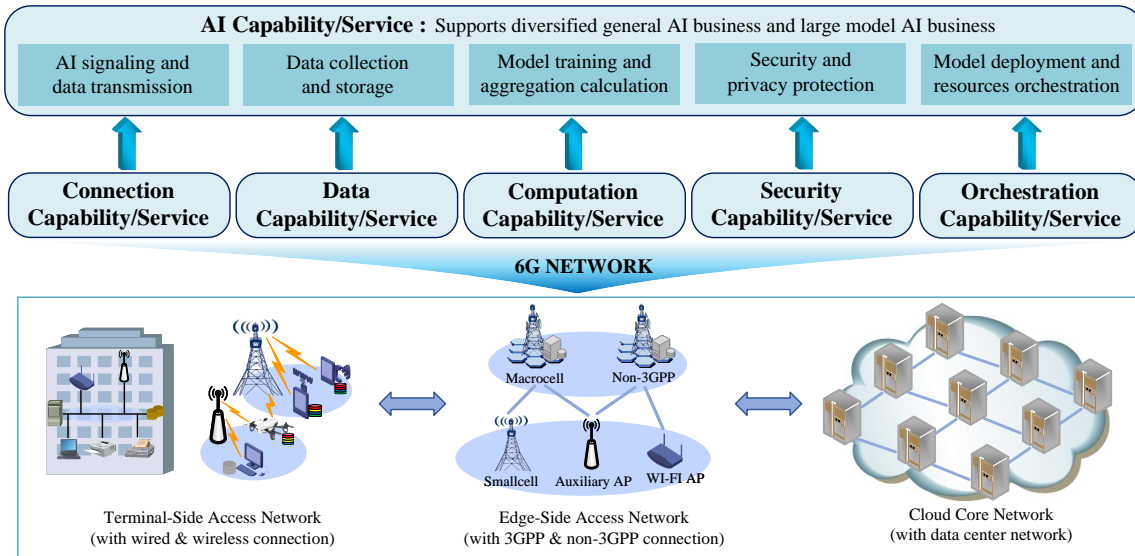 AI Capability/Service : Supports diversified general AI business and large model AI business
AI signaling and
data transmission
Data collection
and storage
Model training and
aggregation calculation
Security and
privacy protection
Model deployment and
resources orchestration
Connection
Capability/Service
Data
Capability/Service
Computation
Capability/Service
Security
Capability/Service
Orchestration
Capability/Service
6G NETWORK
Macrocell
Non-3GPP
Smallcell
Auxiliary AP
WI-FI AP
Terminal-Side Access Network
(with wired & wireless connection)
Edge-Side Access Network
(with 3GPP & non-3GPP connection)
Cloud Core Network
(with data center network)